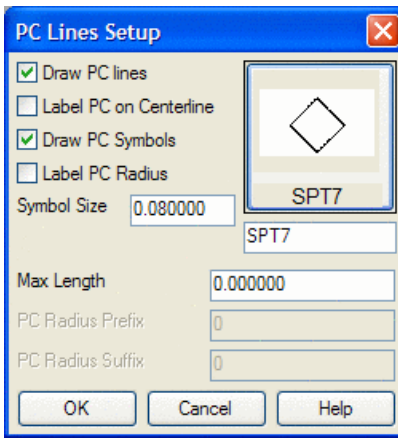 PC Lines Setup
Draw PC lines
Label PC on Centerline
Draw PC Symbols
Label PC Radius
SPT7
Symbol Size 0.080000
SPT7
Max Length 0.000000
PC Radius Prefix 0
PC Radius Suffix 0
OK Cancel Help